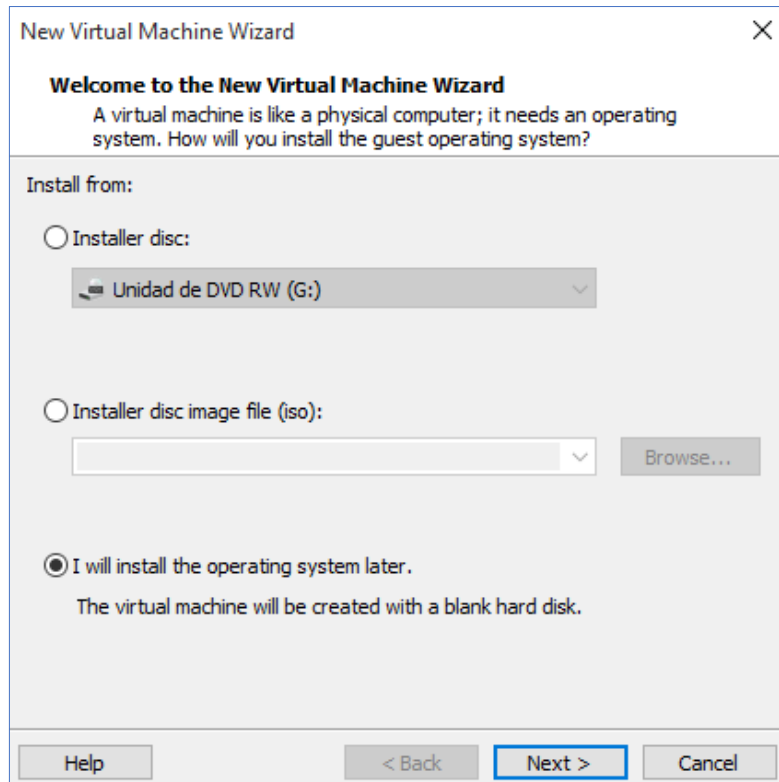 New Virtual Machine Wizard
Welcome to the New Virtual Machine Wizard
A virtual machine is like a physical computer; it needs an operating
system. How will you install the guest operating system?
Install from:
Installer disc:
Unidad de DVD RW (G:)
Installer disc image file (iso):
Browse...
I will install the operating system later.
The virtual machine will be created with a blank hard disk.
Help < Back Next > Cancel